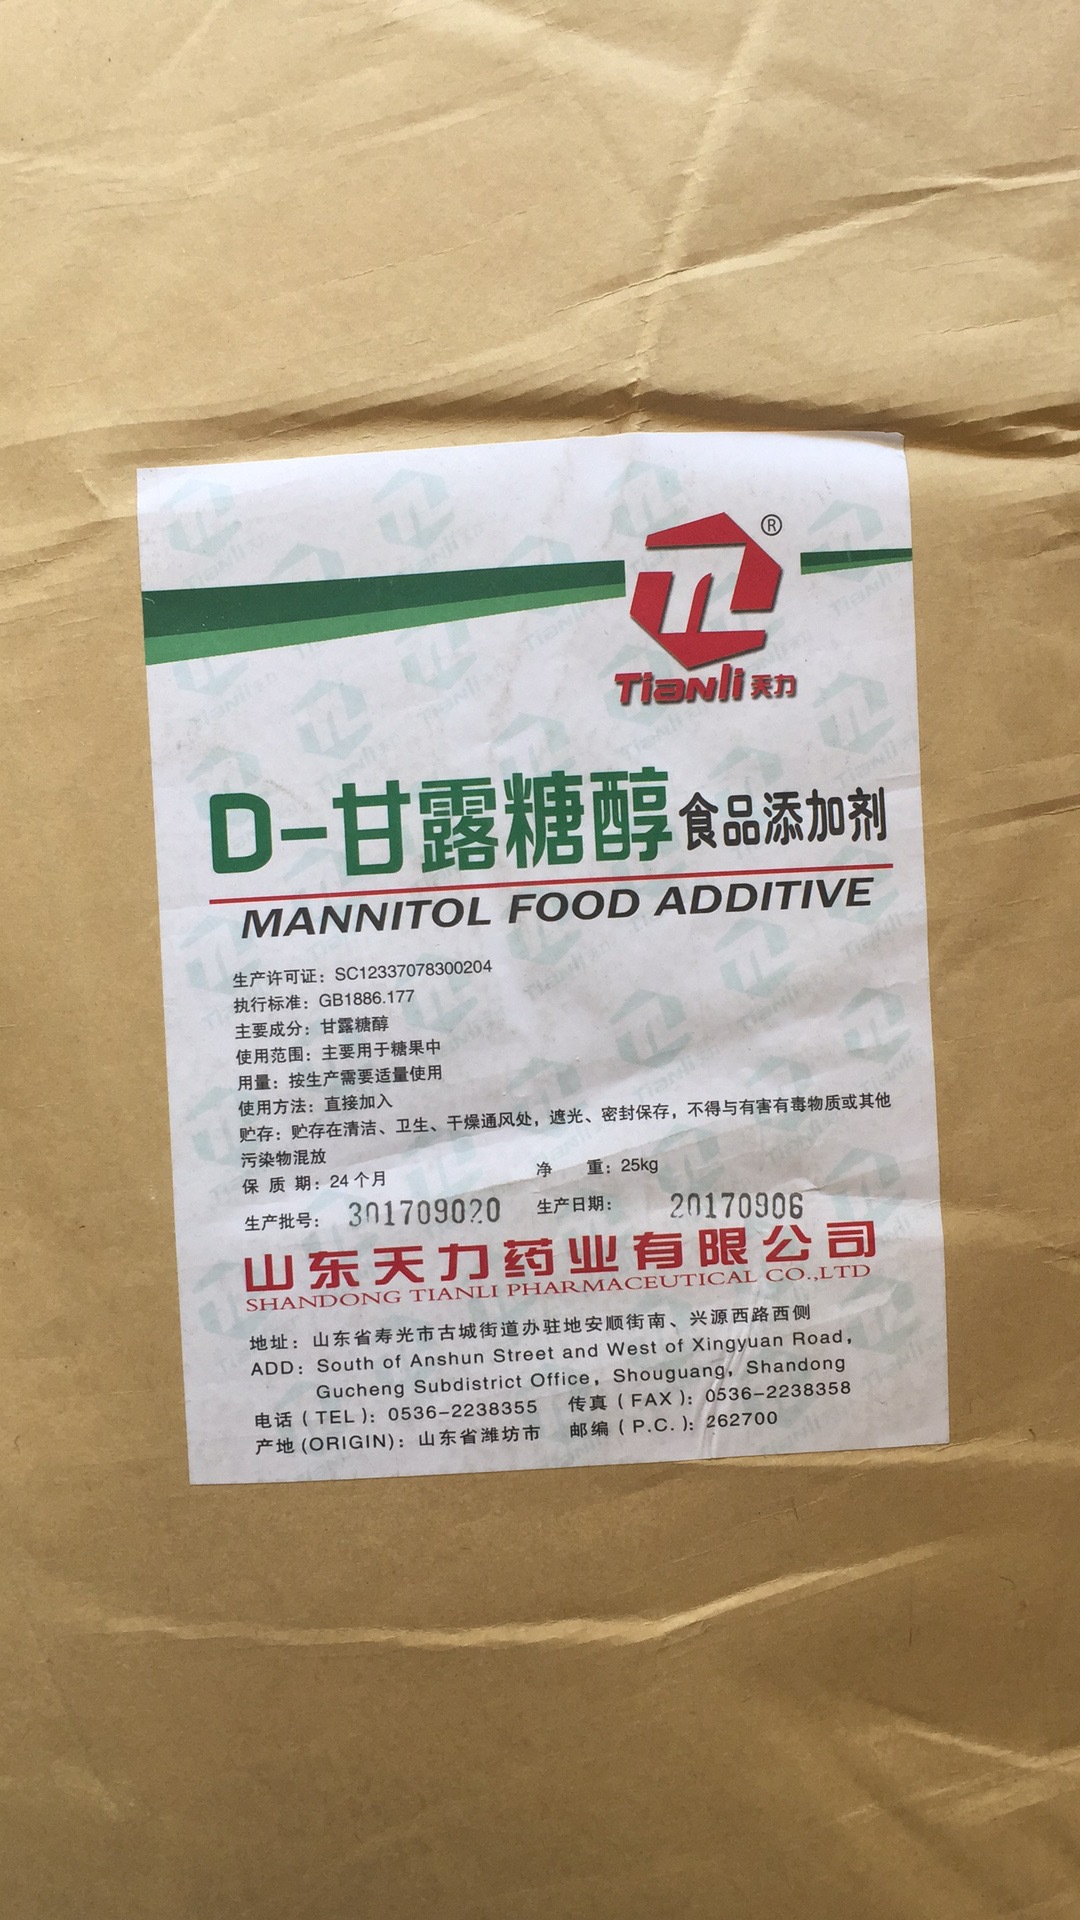 ®
Tianli 天力
D-甘露糖醇 食品添加剂
MANNITOL FOOD ADDITIVE
生产许可证：SC12337078300204
执行标准：GB1886.177
主要成分：甘露糖醇
使用范围：主要用于糖果中
用量：按生产需要适量使用
使用方法：直接加入
贮存：贮存在清洁、卫生、干燥通风处，遮光、密封保存，不得与有害有毒物质或其他
污染物混放
保 质 期：24个月 净 重：25kg
生产批号： 301709020 生产日期： 20170906
山东天力药业有限公司
SHANDONG TIANLI PHARMACEUTICAL CO.,LTD
地址：山东省寿光市古城街道办驻地安顺街南、兴源西路西侧
ADD：South of Anshun Street and West of Xingyuan Road,
Gucheng Subdistrict Office, Shouguang, Shandong
电话（TEL）：0536-2238355 传真（FAX）：0536-2238358
产地(ORIGIN)：山东省潍坊市 邮编（P.C.）：262700